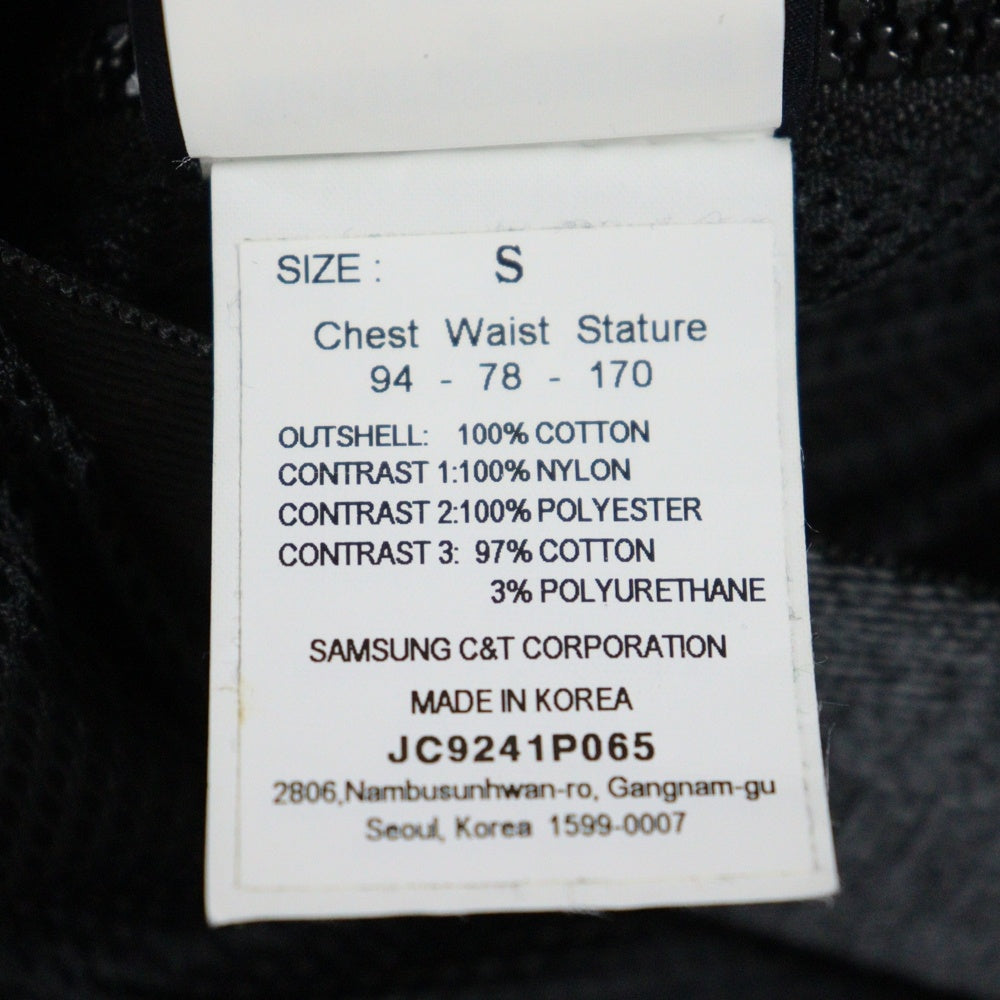 SIZE : S
Chest Waist Stature
94 - 78 - 170
OUTSHELL: 100% COTTON
CONTRAST 1:100% NYLON
CONTRAST 2:100% POLYESTER
CONTRAST 3: 97% COTTON
3% POLYURETHANE
SAMSUNG C&T CORPORATION
MADE IN KOREA
JC9241P065
2806,Nambusunhwan-ro, Gangnam-gu
Seoul, Korea 1599-0007